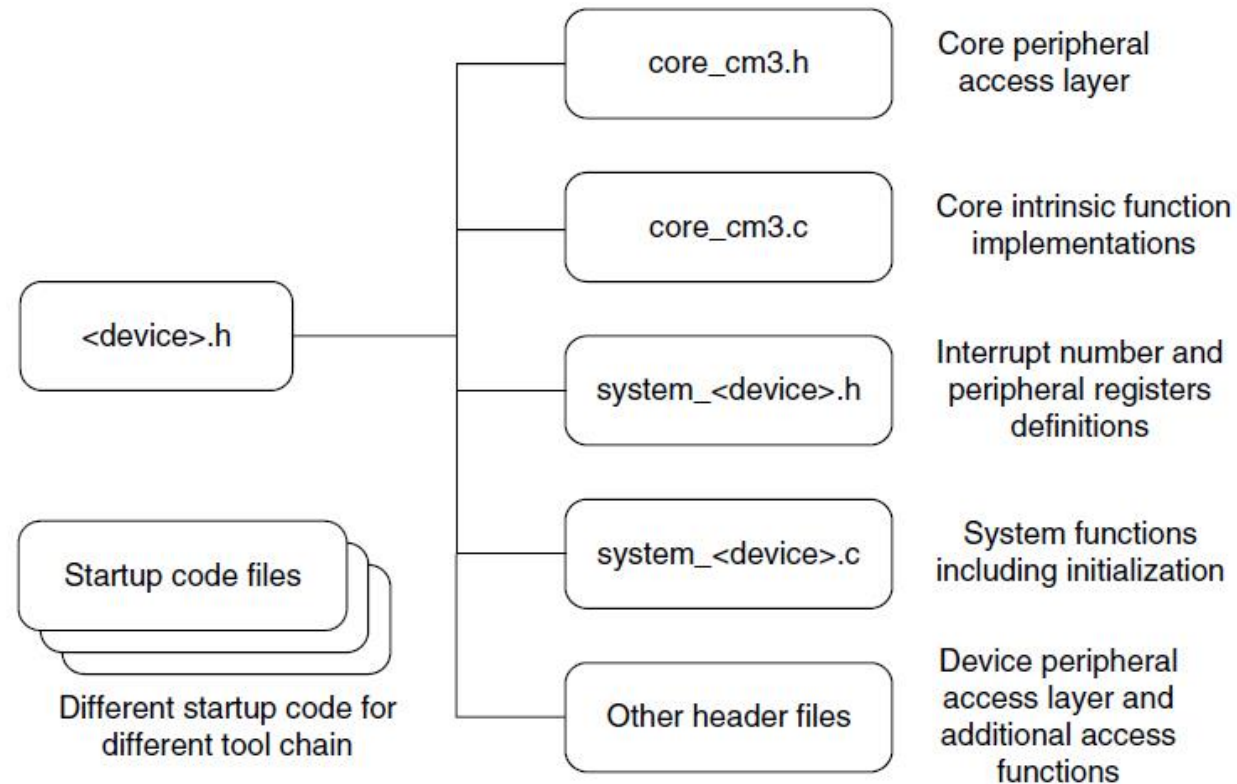 core_cm3.h
Core peripheral
access layer
core_cm3.c
Core intrinsic function
implementations
<device>.h
system_<device>.h
Interrupt number and
peripheral registers
definitions
Startup code files
system_<device>.c
System functions
including initialization
Different startup code for
different tool chain
Other header files
Device peripheral
access layer and
additional access
functions